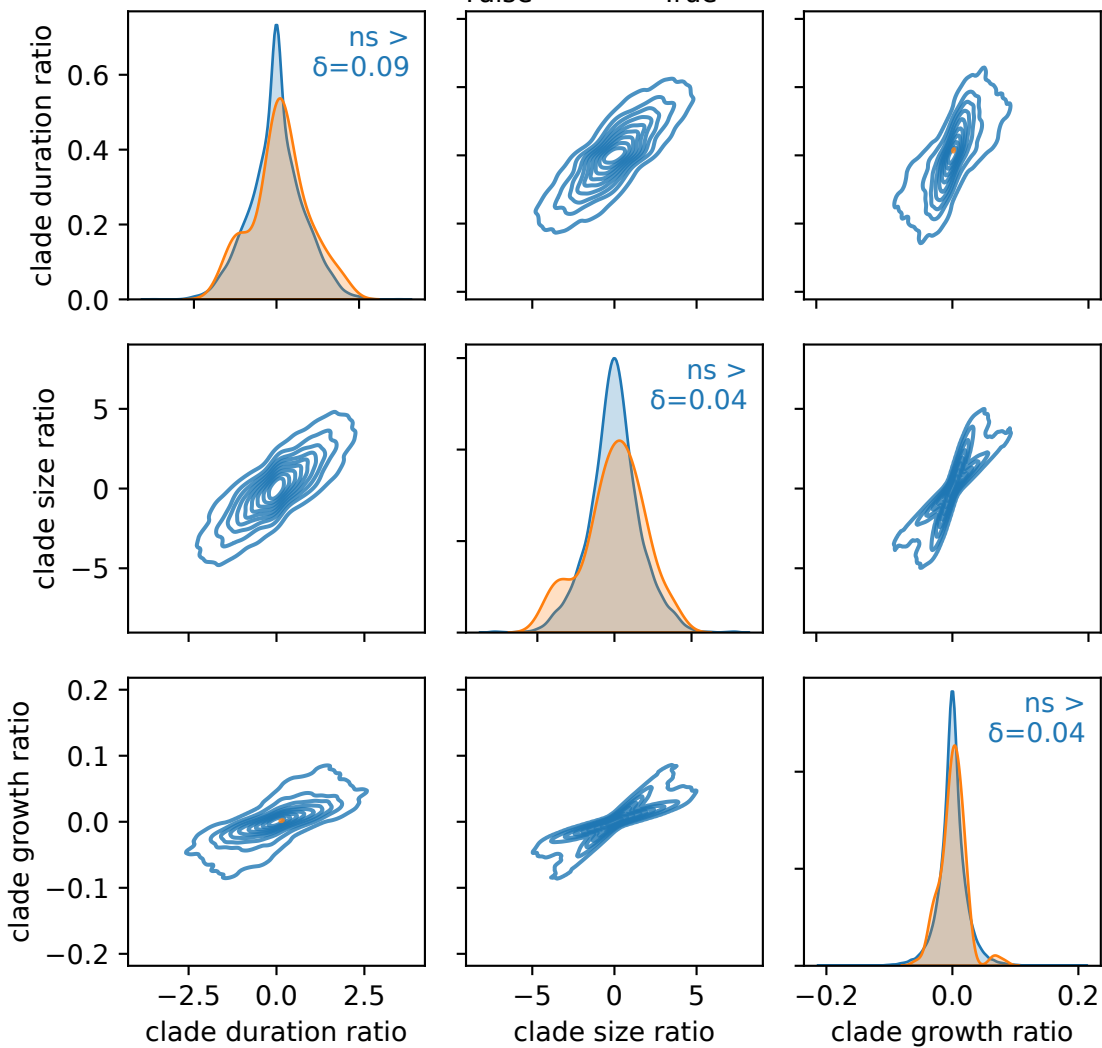 clade duration ratio
0.6
0.4
0.2
0.0
ns >
δ=0.09
clade size ratio
5
0
−5
ns >
δ=0.04
clade growth ratio
0.2
0.1
0.0
−0.1
−0.2
ns >
δ=0.04
−2.5 0.0 2.5
clade duration ratio
−5 0 5
clade size ratio
−0.2 0.0 0.2
clade growth ratio